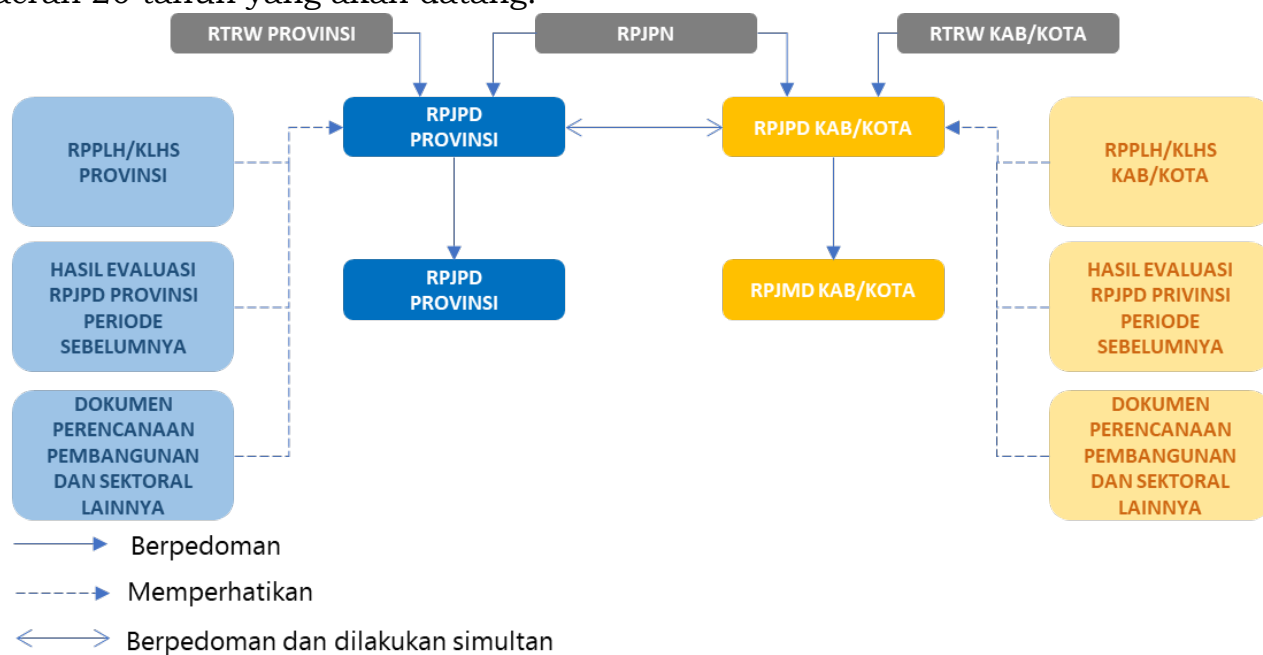 20 tahun yang akan datang.
RTRW PROVINSI
RPJPN
RTRW KAB/KOTA
RPPLH/KLHS
PROVINSI
RPJPD
PROVINSI
RPJPD KAB/KOTA
RPPLH/KLHS
KAB/KOTA
HASIL EVALUASI
RPJPD PROVINSI
PERIODE
SEBELUMNYA
RPJPD
PROVINSI
RPJMD KAB/KOTA
HASIL EVALUASI
RPJPD PRIVINSI
PERIODE
SEBELUMNYA
DOKUMEN
PERENCANAAN
PEMBANGUNAN
DAN SEKTORAL
LAINNYA
DOKUMEN
PERENCANAAN
PEMBANGUNAN
DAN SEKTORAL
LAINNYA
Berpedoman
Memperhatikan
Berpedoman dan dilakukan simultan